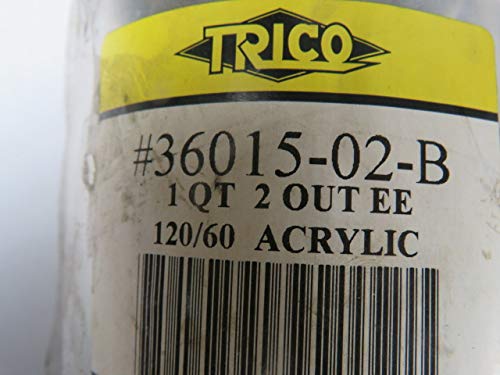 TRICO
#36015-02-B
1 QT 2 OUT EE
120/60 ACRYLIC